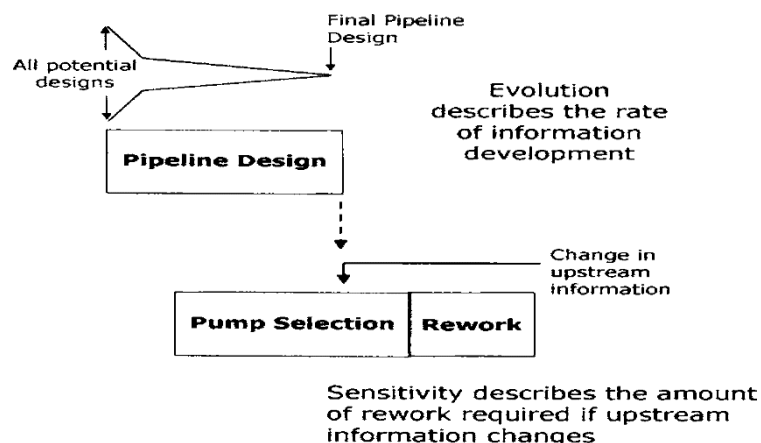 Final Pipeline
Design
All potential
designs
Evolution
describes the rate
of information
development
Pipeline Design
Change in
upstream
information
Pump Selection
Rework
Sensitivity describes the amount
of rework required if upstream
information changes